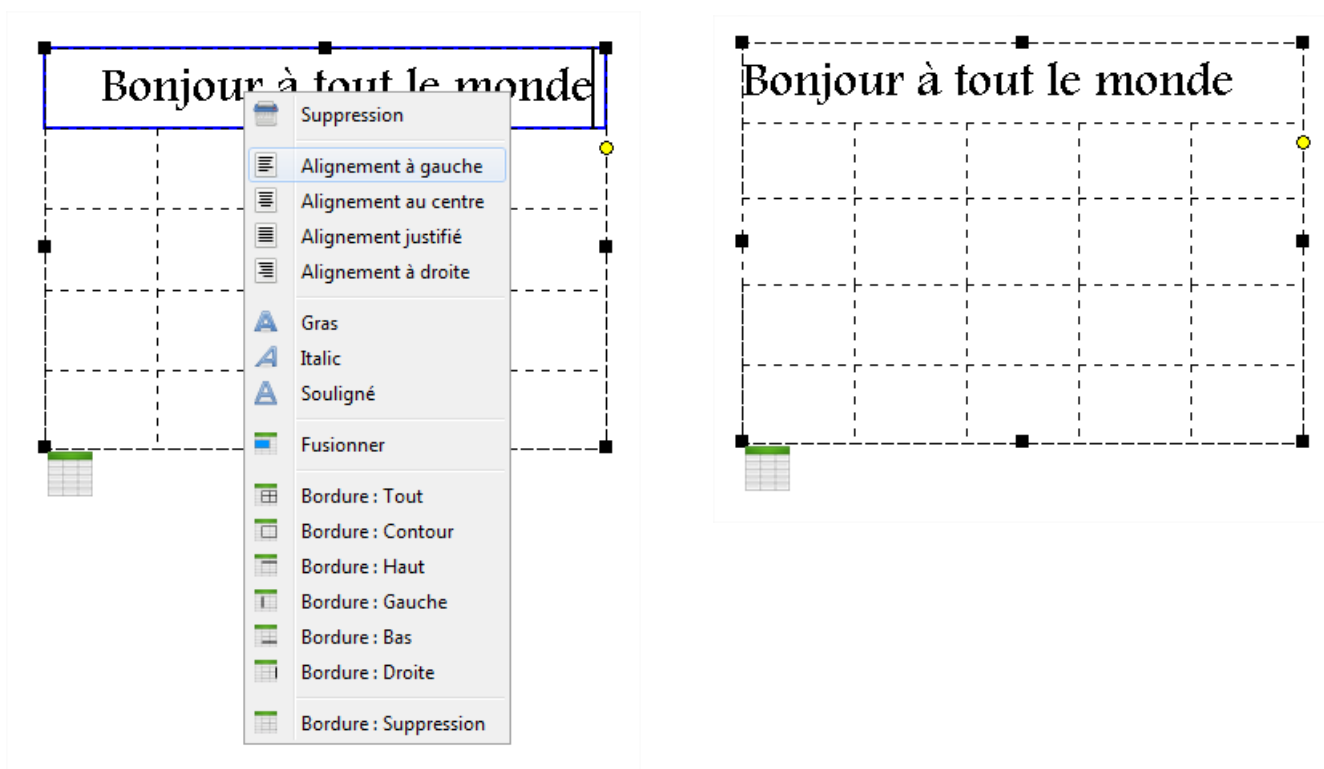 Bonjour à tout le monde
Suppression
Alignement à gauche
Alignement au centre
Alignement justifié
Alignement à droite
Gras
Italic
Souligné
Fusionner
Bordure : Tout
Bordure : Contour
Bordure : Haut
Bordure : Gauche
Bordure : Bas
Bordure : Droite
Bordure : Suppression
Bonjour à tout le monde